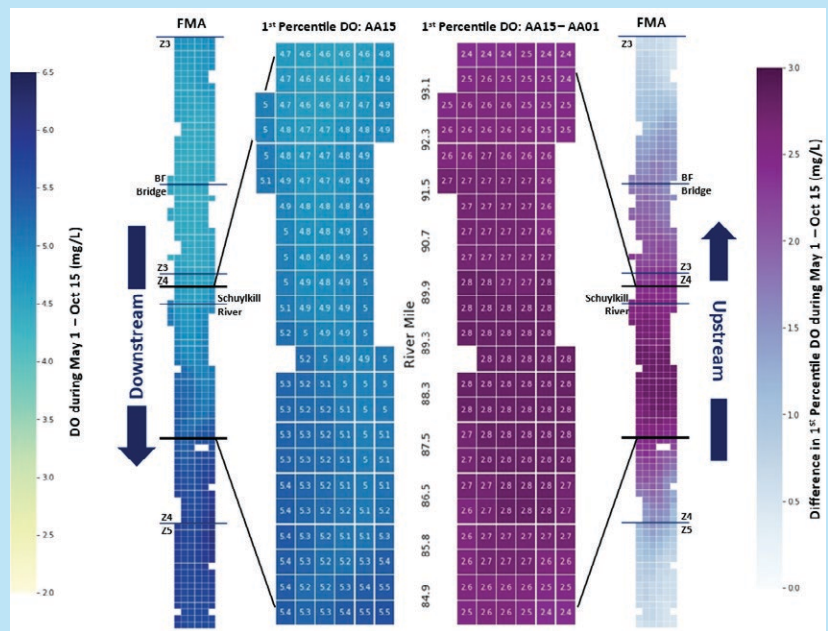 FMA
1st Percentile DO: AA15
1st Percentile DO: AA15 – AA01
FMA
6.5
6.0
5.5
5.0
4.5
4.0
3.5
3.0
2.5
2.0
DO during May 1 – Oct 15 (mg/L)
Downstream
Z3
BF
Bridge
Z3
Z4
Schuylkill
River
Z4
Z5
4.7 4.6 4.6 4.6 4.6 4.8
4.7 4.6 4.6 4.6 4.7 4.9
5 4.7 4.6 4.6 4.7 4.7 4.9
5 4.8 4.7 4.7 4.8 4.8 4.9
5 4.8 4.7 4.7 4.8 4.9
5.1 4.9 4.7 4.7 4.8 4.9
4.9 4.8 4.8 4.8 4.9
5 4.8 4.8 4.9 5
5 4.8 4.8 4.9 5
5 4.9 4.8 4.9 5
5.1 4.9 4.9 4.9 5
5.2 5 4.9 4.9 5
5.2 5 4.9 4.9 5
5.3 5.2 5.1 5 5 5
5.3 5.2 5.2 5.1 5 5
5.3 5.3 5.2 5.1 5.1 5
5.3 5.3 5.2 5.1 5.1 5
5.4 5.3 5.2 5.1 5.1 5.1
5.4 5.3 5.2 5.2 5.1 5.2
5.4 5.3 5.2 5.2 5.2 5.3
5.4 5.3 5.2 5.2 5.3 5.3
5.4 5.2 5.2 5.3 5.4 5.5
5.4 5.3 5.3 5.4 5.5 5.5
93.1
92.3
91.5
90.7
89.9
89.3
88.3
87.5
86.5
85.8
84.9
River Mile
2.4 2.4 2.5 2.5 2.4 2.4
2.5 2.6 2.5 2.5 2.5 2.4
2.5 2.6 2.6 2.6 2.6 2.5 2.5
2.6 2.6 2.6 2.6 2.6 2.5 2.5
2.6 2.6 2.7 2.6 2.6
2.6 2.7 2.7 2.7 2.7 2.6
2.7 2.7 2.7 2.7 2.6
2.7 2.7 2.7 2.7 2.7
2.7 2.7 2.7 2.7 2.7
2.8 2.8 2.8 2.8 2.7
2.8 2.8 2.8 2.8 2.8
2.8 2.8 2.8 2.8 2.8
2.8 2.8 2.8 2.8 2.8
2.8 2.8 2.8 2.8 2.8 2.8
2.8 2.8 2.8 2.8 2.8 2.8
2.7 2.8 2.8 2.8 2.8 2.8
2.7 2.8 2.8 2.8 2.8 2.8
2.7 2.7 2.8 2.8 2.8 2.7
2.6 2.7 2.8 2.8 2.8 2.7
2.6 2.7 2.7 2.7 2.7 2.6
2.6 2.6 2.7 2.7 2.6 2.6
2.5 2.6 2.6 2.6 2.5 2.4
2.5 2.6 2.6 2.5 2.4 2.4
Z3
BF
Bridge
Z3
Z4
Schuylkill
River
Z4
Z5
Upstream
3.0
2.5
2.0
1.5
1.0
0.5
0.0
Difference in 1st Percentile DO during May 1 – Oct 15 (mg/L)